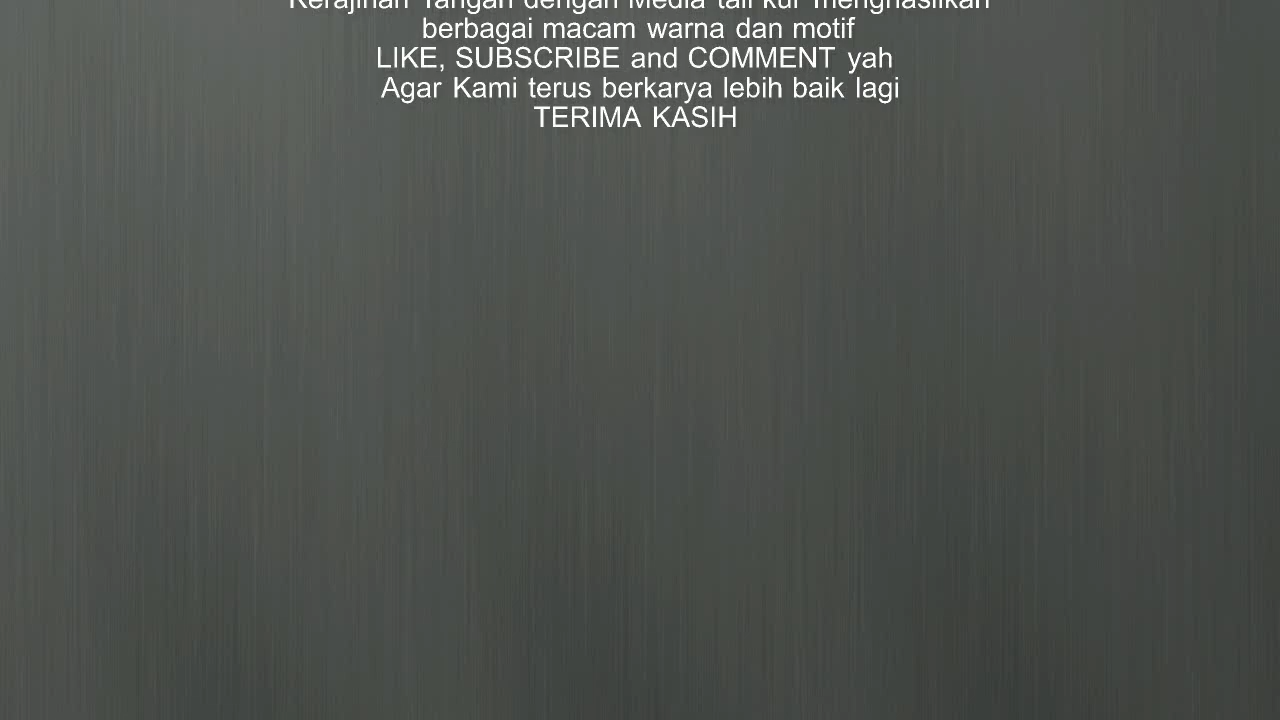 Kerajinan Tangan dengan Media tali kur menghasilkan
berbagai macam warna dan motif
LIKE, SUBSCRIBE and COMMENT yah
Agar Kami terus berkarya lebih baik lagi
TERIMA KASIH